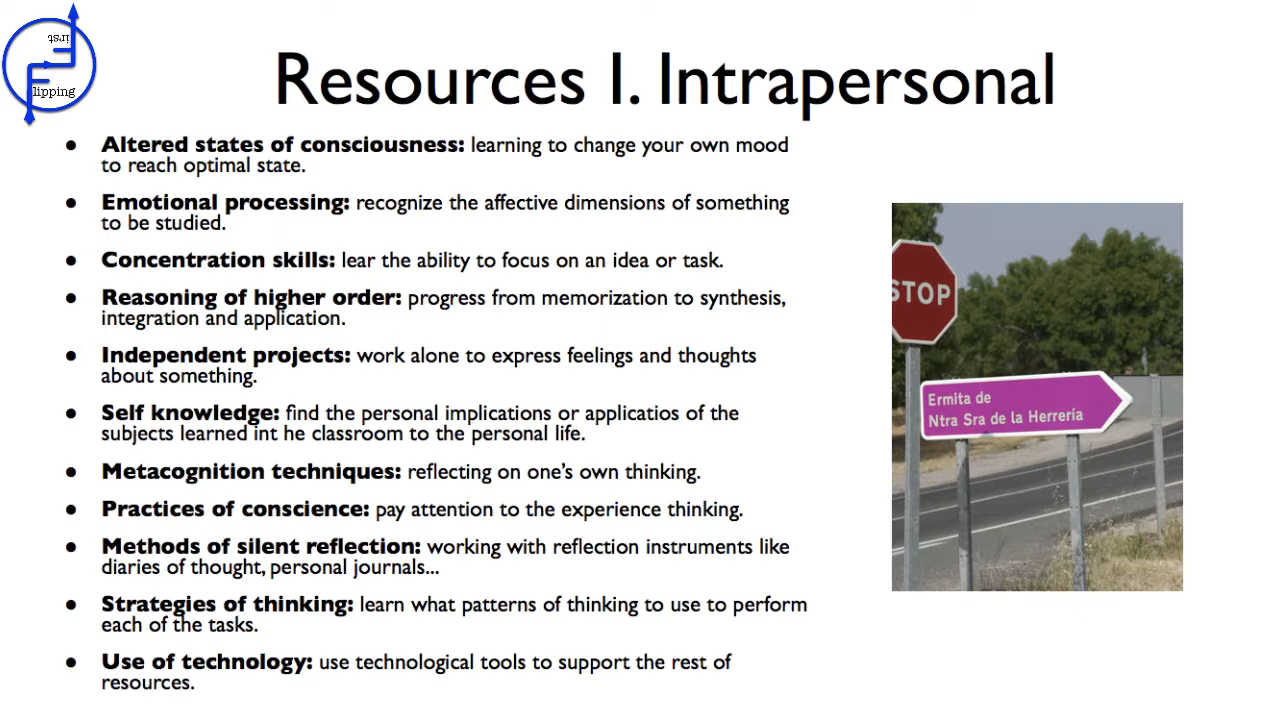 first
lipping
Resources I. Intrapersonal
● Altered states of consciousness: learning to change your own mood
to reach optimal state.
● Emotional processing: recognize the affective dimensions of something
to be studied.
● Concentration skills: lear the ability to focus on an idea or task.
● Reasoning of higher order: progress from memorization to synthesis,
integration and application.
● Independent projects: work alone to express feelings and thoughts
about something.
● Self knowledge: find the personal implications or applicatios of the
subjects learned int he classroom to the personal life.
● Metacognition techniques: reflecting on one's own thinking.
● Practices of conscience: pay attention to the experience thinking.
● Methods of silent reflection: working with reflection instruments like
diaries of thought, personal journals...
● Strategies of thinking: learn what patterns of thinking to use to perform
each of the tasks.
● Use of technology: use technological tools to support the rest of
resources.
STOP
Ermita de
Ntra Sra de la Herrería